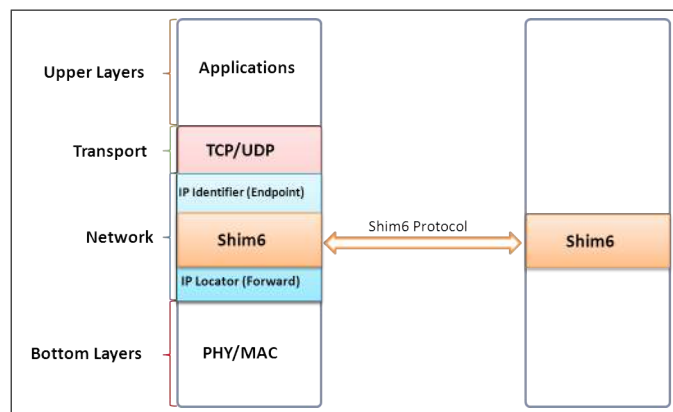 Upper Layers
Applications
Transport
TCP/UDP
IP Identifier (Endpoint)
Network
Shim6
Shim6 Protocol
Shim6
IP Locator (Forward)
Bottom Layers
PHY/MAC